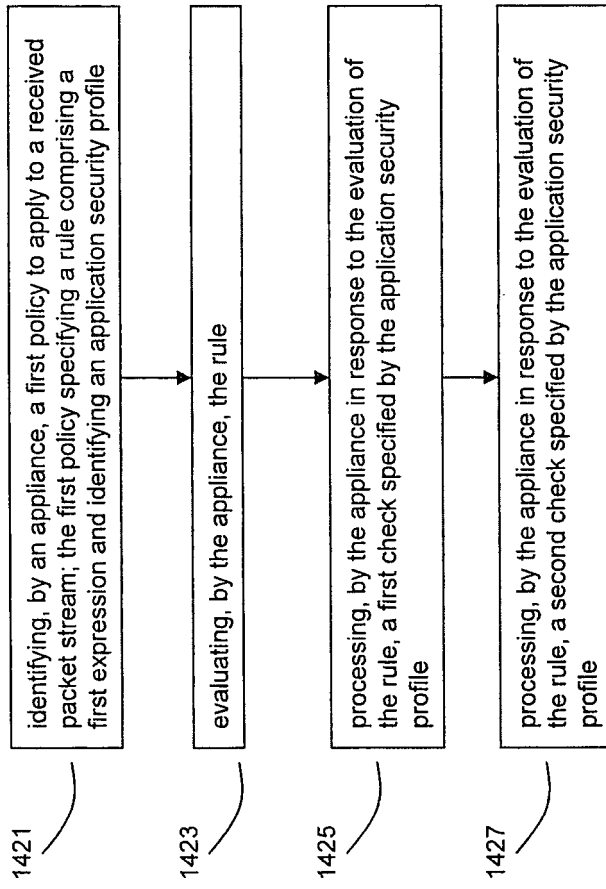 1421
identifying, by an appliance, a first policy to apply to a received
packet stream; the first policy specifying a rule comprising a
first expression and identifying an application security profile
1423
evaluating, by the appliance, the rule
1425
processing, by the appliance in response to the evaluation of
the rule, a first check specified by the application security
profile
1427
processing, by the appliance in response to the evaluation of
the rule, a second check specified by the application security
profile